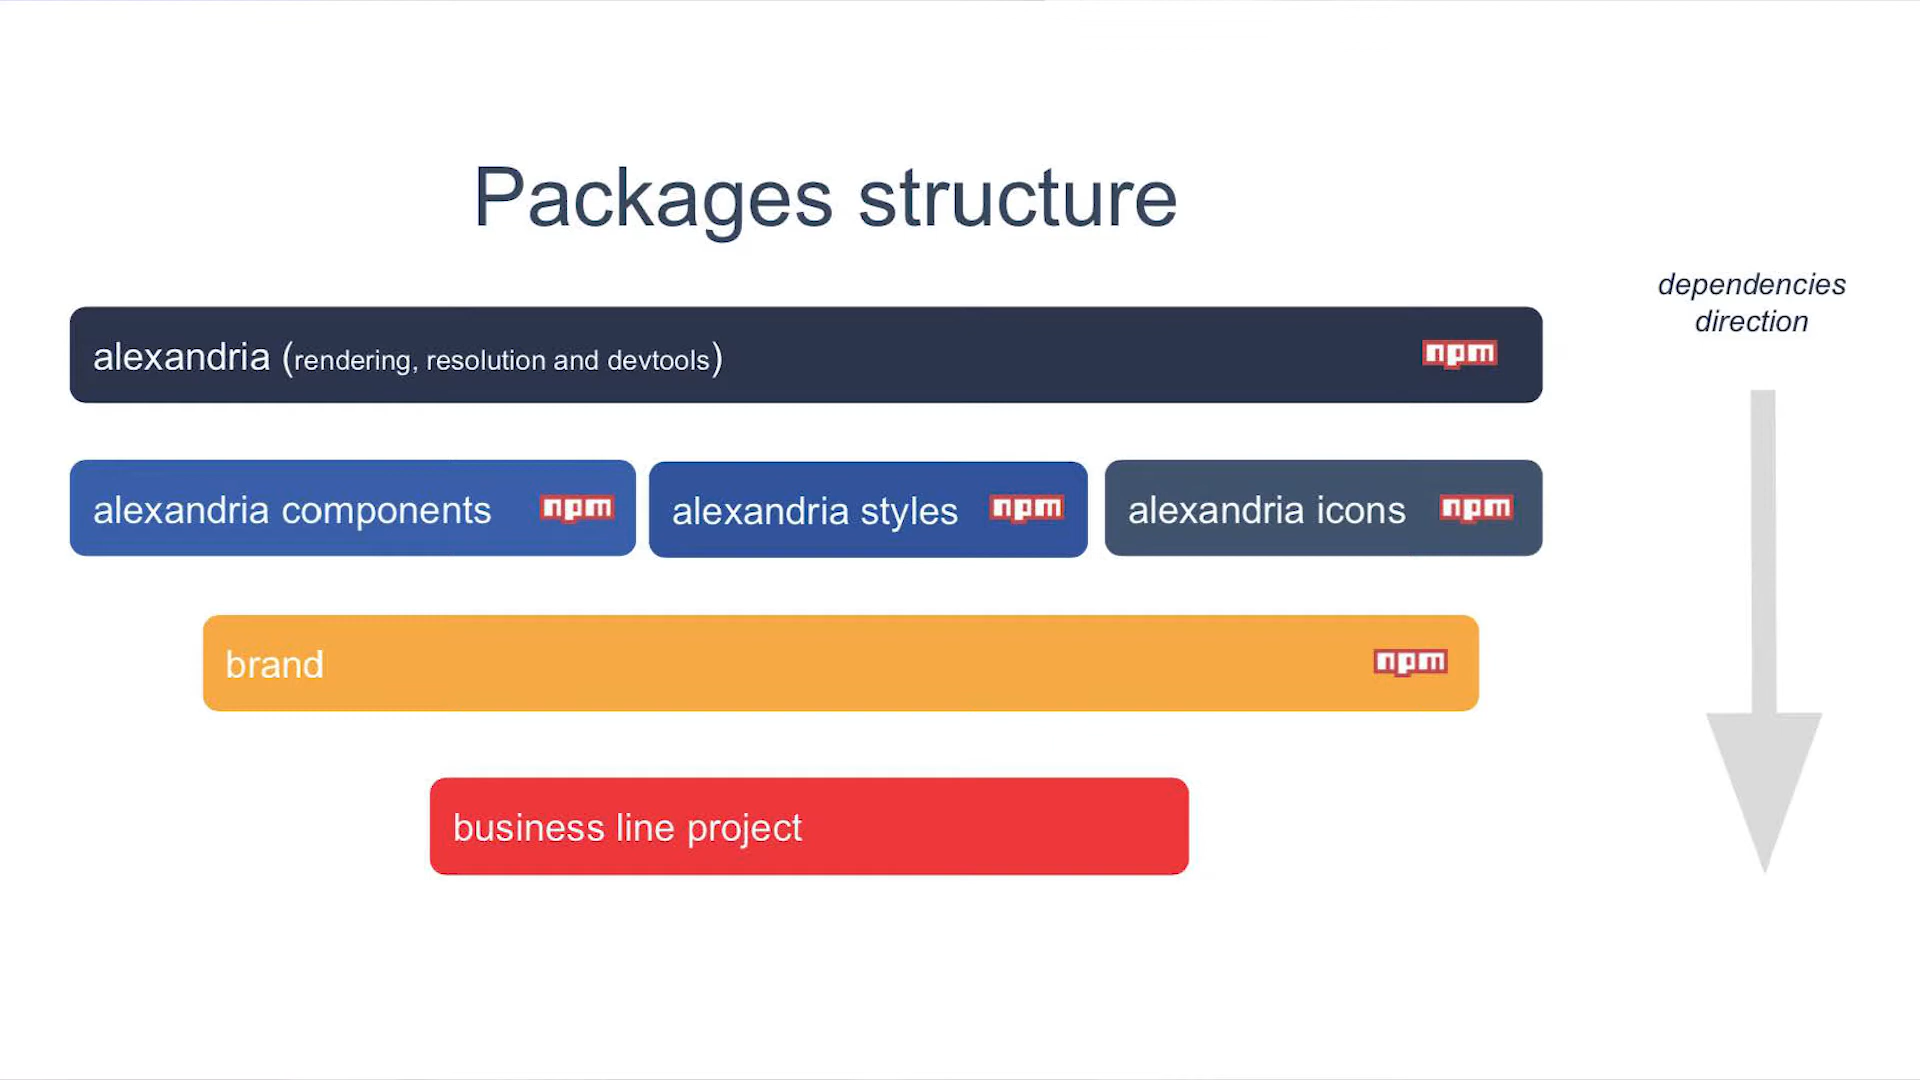 Packages structure
dependencies
direction
alexandria (rendering, resolution and devtools)
npm
alexandria components
npm
alexandria styles
npm
alexandria icons
npm
brand
npm
business line project